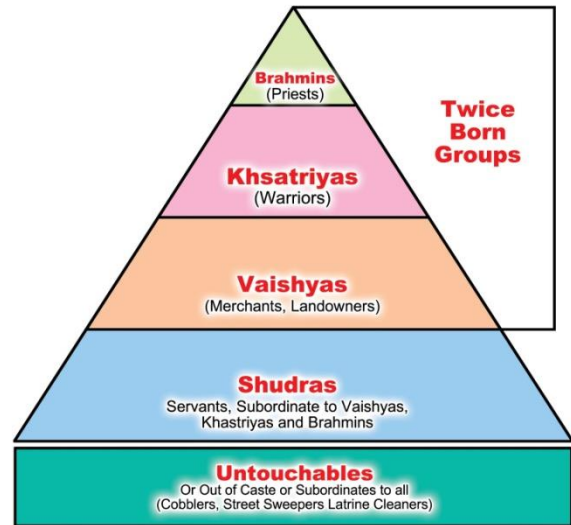 Brahmins
(Priests)
Twice
Born
Groups
Khsatriyas
(Warriors)
Vaishyas
(Merchants, Landowners)
Shudras
Servants, Subordinate to Vaishyas,
Khastriyas and Brahmins
Untouchables
Or Out of Caste or Subordinates to all
(Cobblers, Street Sweepers Latrine Cleaners)